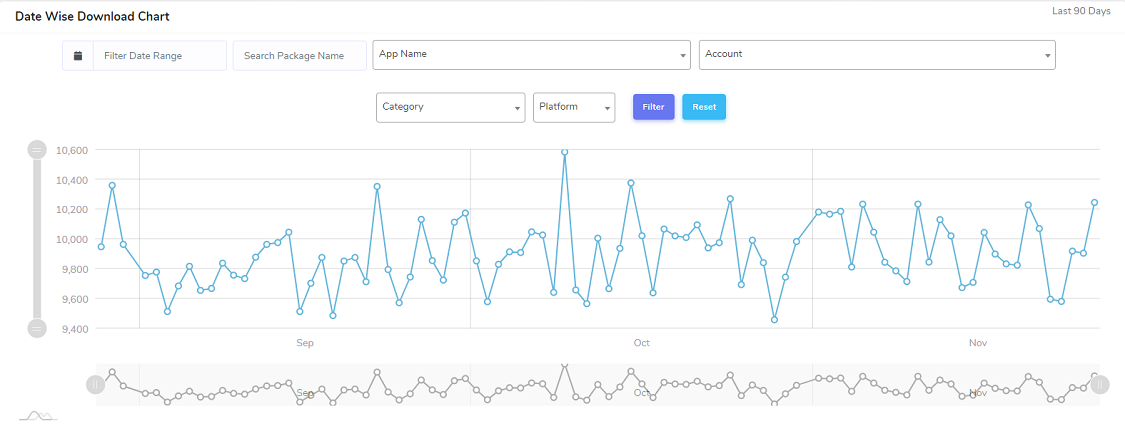 Date Wise Download Chart
Last 90 Days
Filter Date Range
Search Package Name
App Name
Account
Category
Platform
Filter
Reset
10,600
10,400
10,200
10,000
9,800
9,600
9,400
Sep
Oct
Nov
Sep
Oct
Nov